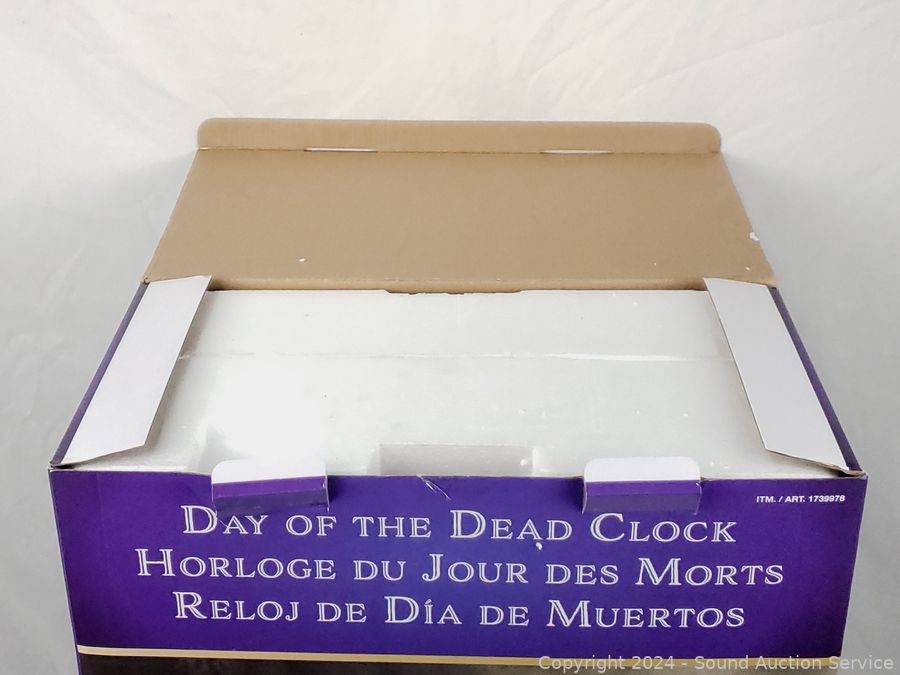 ITM. / ART. 1739978
DAY OF THE DEAD CLOCK
HORLOGE DU JOUR DES MORTS
RELOJ DE DÍA DE MUERTOS
Copyright 2024 - Sound Auction Service